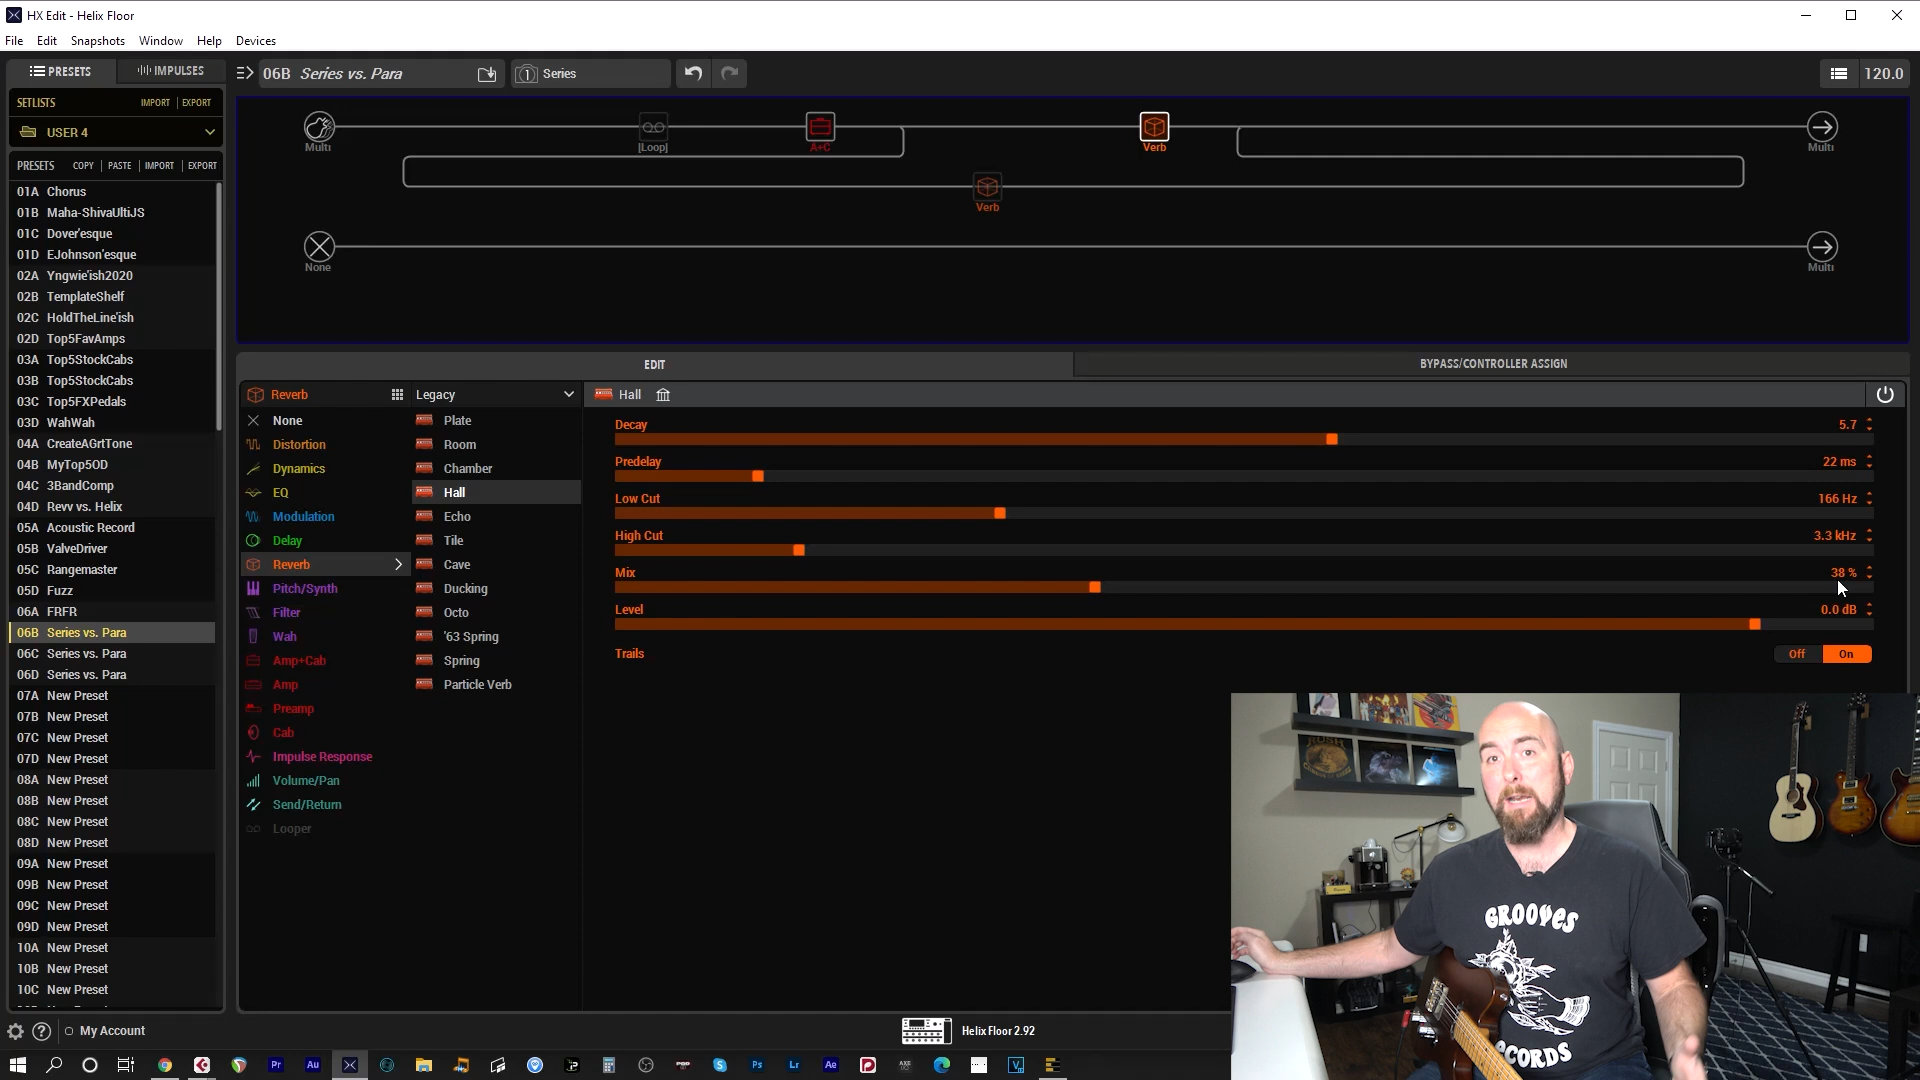 HX Edit - Helix Floor
File Edit Snapshots Window Help Devices
PRESETS IMPULSES
06B Series vs. Para
1 Series
120.0
SETLISTS IMPORT EXPORT
USER 4
PRESETS COPY PASTE IMPORT EXPORT
01A Chorus
01B Maha-ShivaUltiJS
01C Dover'esque
01D EJohnson'esque
02A Yngwie'ish2020
02B TemplateShelf
02C HoldTheLine'ish
02D Top5FavAmps
03A Top5StockCabs
03B Top5StockCabs
03C Top5FXPedals
03D WahWah
04A CreateAGrtTone
04B MyTop5OD
04C 3BandComp
04D Revv vs. Helix
05A Acoustic Record
05B ValveDriver
05C Rangemaster
05D Fuzz
06A FRFR
06B Series vs. Para
06C Series vs. Para
06D Series vs. Para
07A New Preset
07B New Preset
07C New Preset
07D New Preset
08A New Preset
08B New Preset
08C New Preset
08D New Preset
09A New Preset
09B New Preset
09C New Preset
09D New Preset
10A New Preset
10B New Preset
10C New Preset
Multi
|Loop|
A+C
Verb
Multi
Verb
None
Multi
EDIT
BYPASS/CONTROLLER ASSIGN
Reverb
None
Distortion
Dynamics
EQ
Modulation
Delay
Reverb
Pitch/Synth
Filter
Wah
Amp+Cab
Amp
Preamp
Cab
Impulse Response
Volume/Pan
Send/Return
Looper
Legacy
Plate
Room
Chamber
Hall
Echo
Tile
Cave
Ducking
Octo
'63 Spring
Spring
Particle Verb
Hall
Decay 5.7
Predelay 22 ms
Low Cut 166 Hz
High Cut 3.3 kHz
Mix 38 %
Level 0.0 dB
Trails Off On
RUSH
GROOVES
RECORDS
My Account
Helix Floor 2.92
Pr
Au
Ps
Lr
Ae